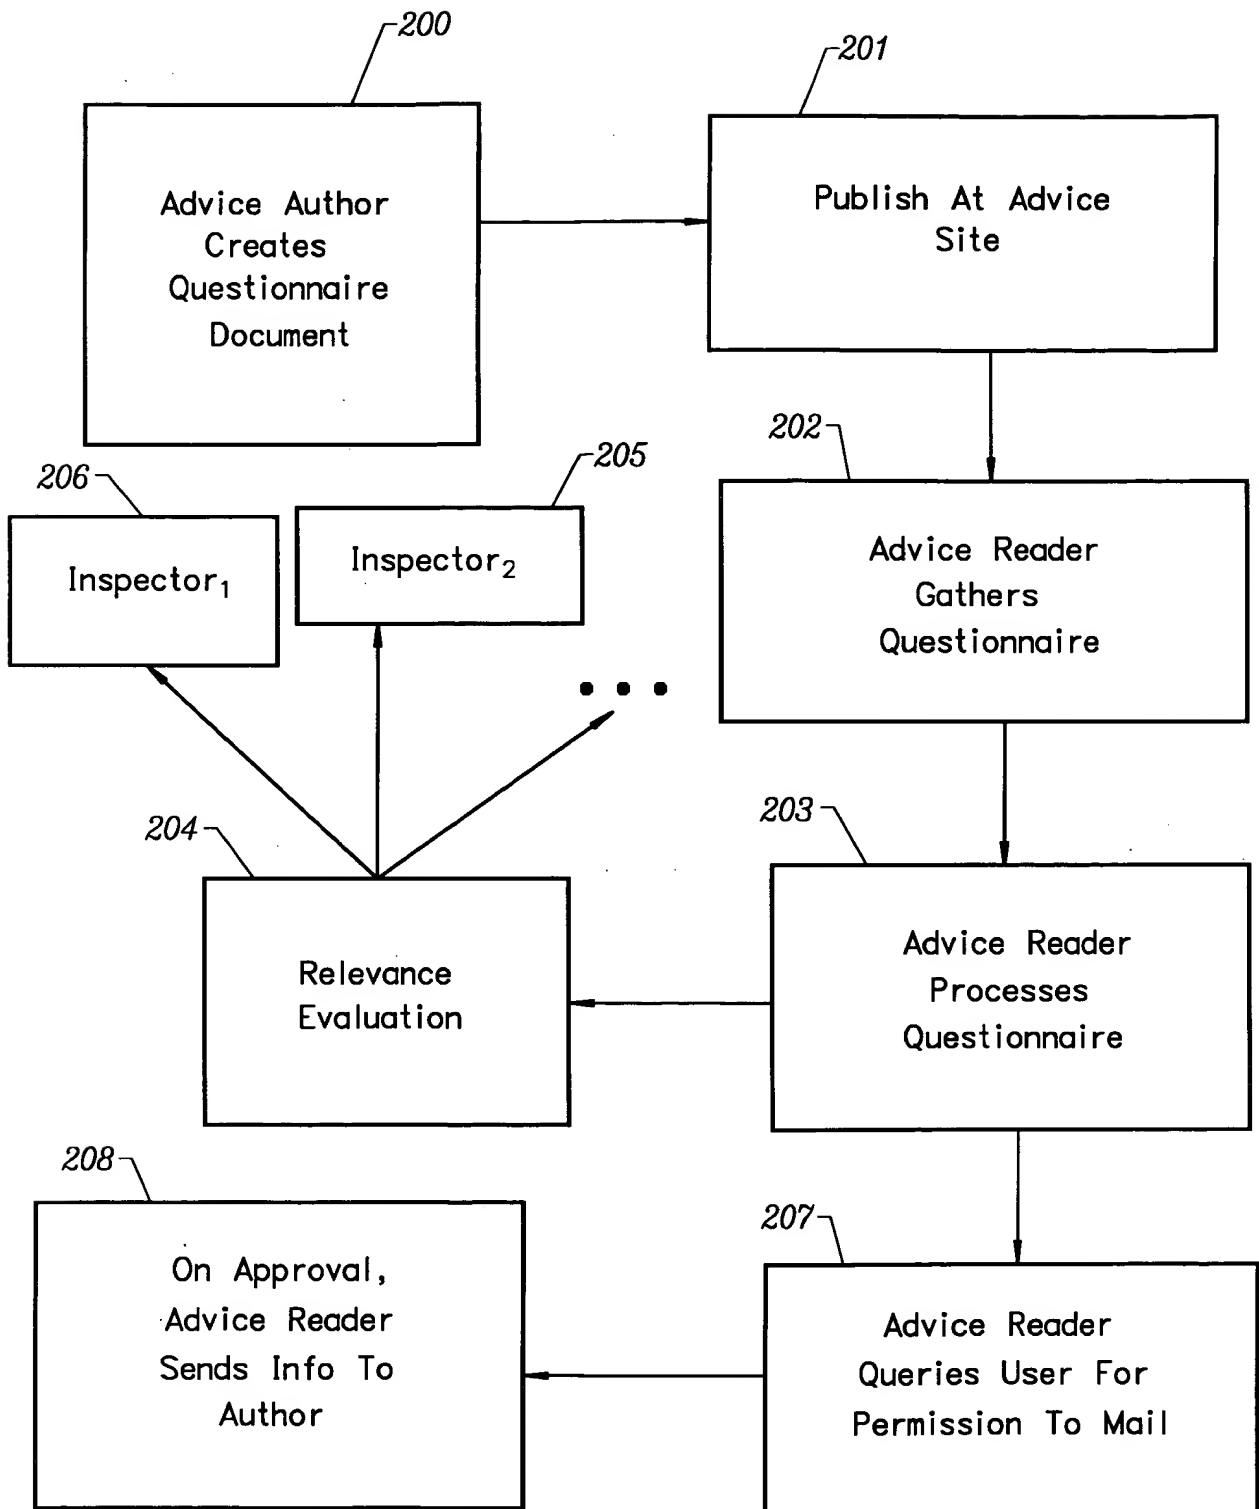 200
Advice Author
Creates
Questionnaire
Document
201
Publish At Advice
Site
202
Advice Reader
Gathers
Questionnaire
206
Inspector₁
205
Inspector₂
• • •
203
Advice Reader
Processes
Questionnaire
204
Relevance
Evaluation
207
Advice Reader
Queries User For
Permission To Mail
208
On Approval,
Advice Reader
Sends Info To
Author